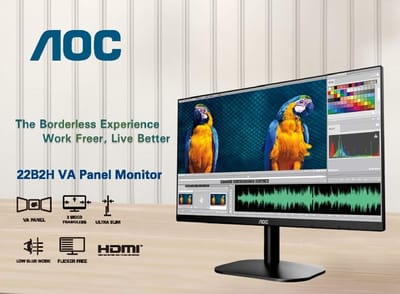 AOC
The Borderless Experience
Work Freer, Live Better
22B2H VA Panel Monitor
VA PANEL
3 SIDED
FRAMELESS
ULTRA SLIM
LOW BLUE MODE
FLICKER FREE
HDMI
AOC